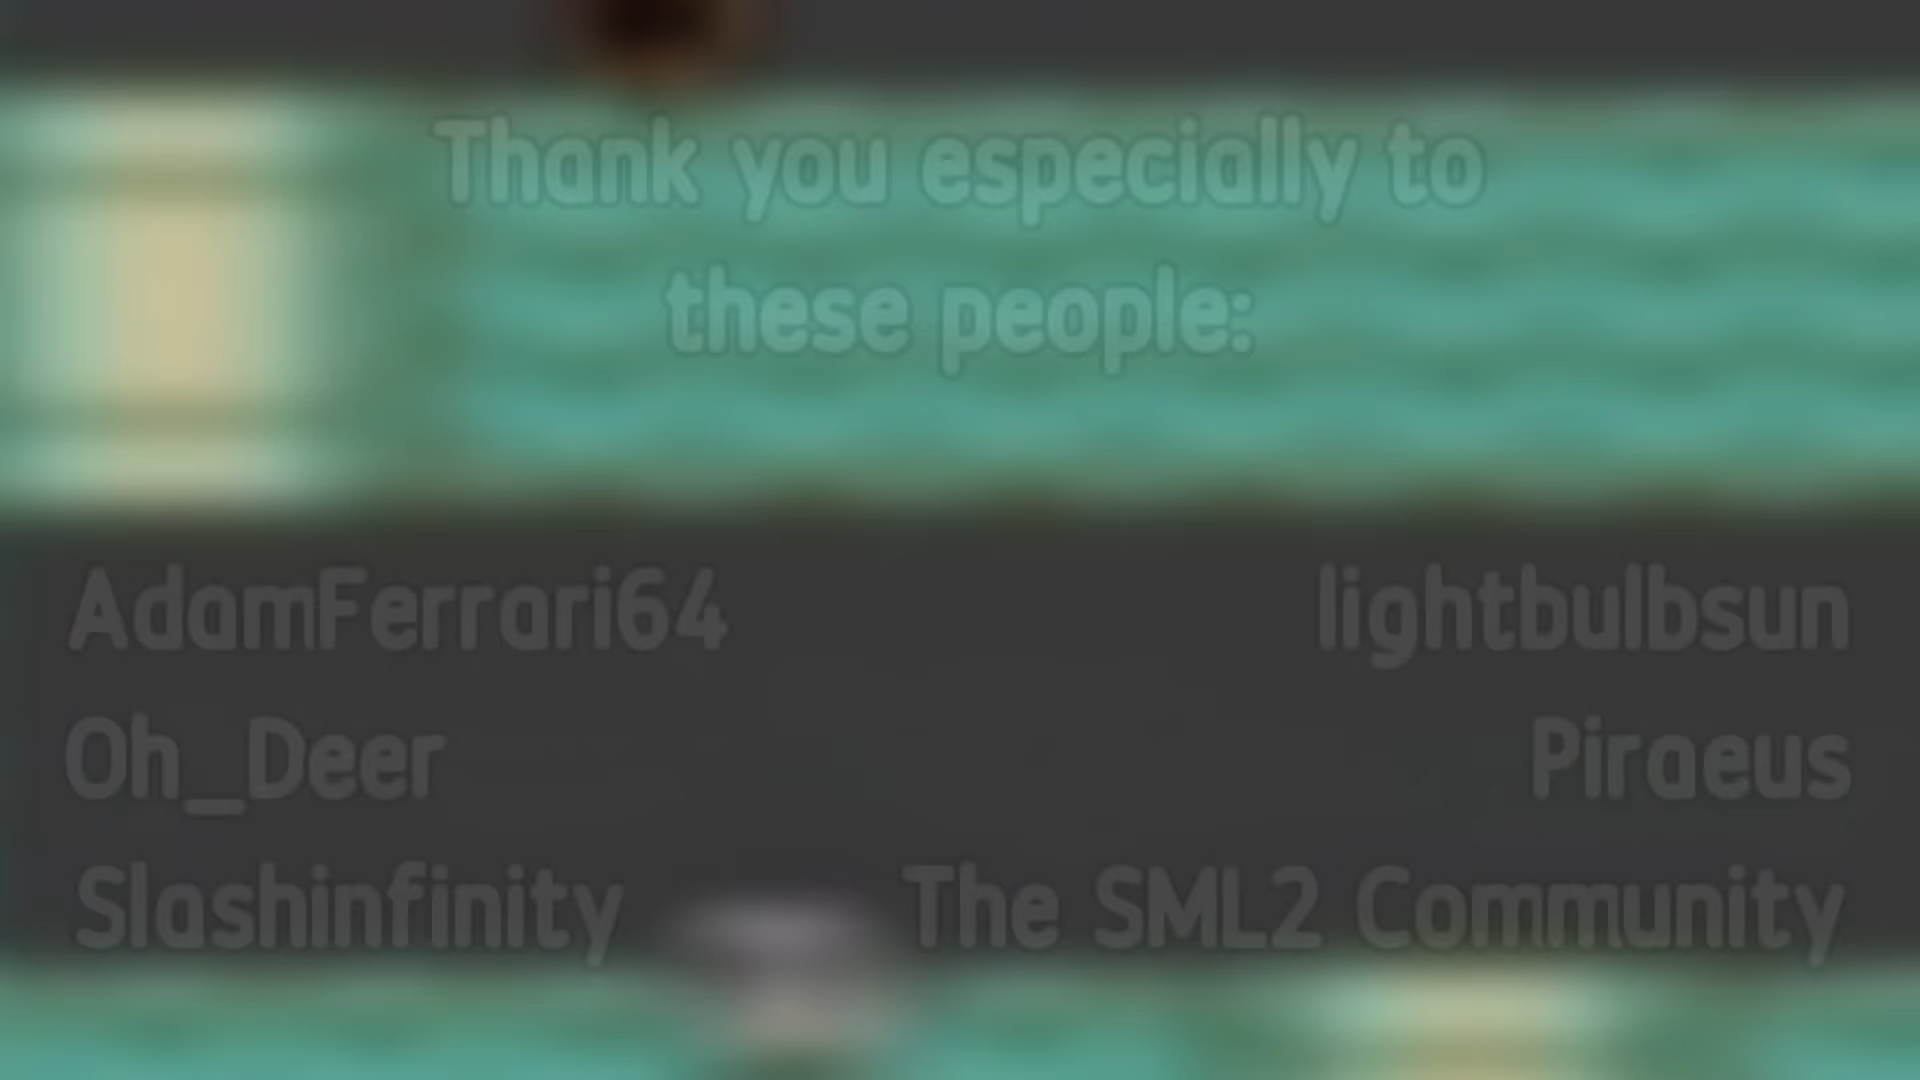 Thank you especially to
these people:
AdamFerrari64
lightbulbsun
Oh_Deer
Piraeus
Slashinfinity
The SML2 Community